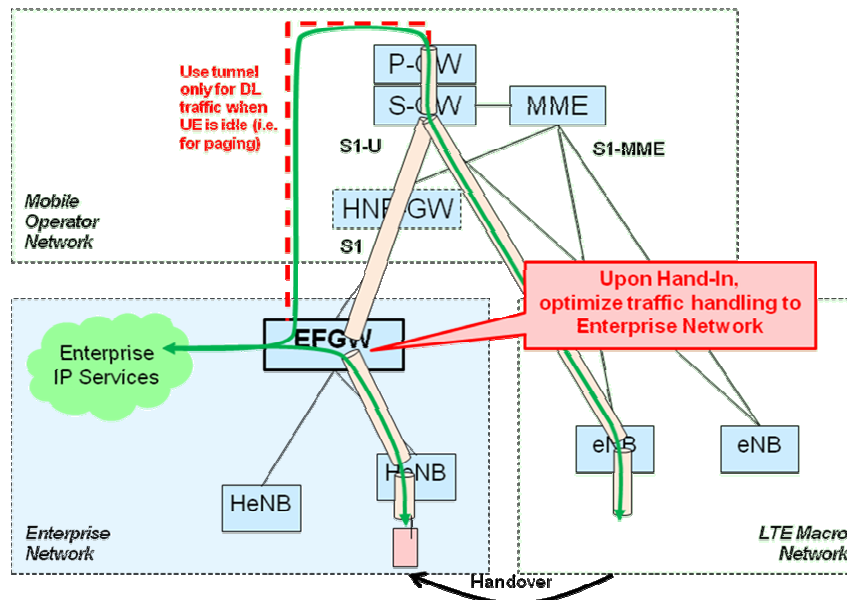 P-GW
Use tunnel
only for DL
traffic when
UE is idle (i.e.
for paging)
S-GW
MME
S1-U
S1-MME
Mobile
Operator
Network
HNB-GW
S1
Upon Hand-In,
optimize traffic handling to
Enterprise Network
EFGW
Enterprise
IP Services
eNB
eNB
HeNB
HeNB
Enterprise
Network
LTE Macro
Network
Handover